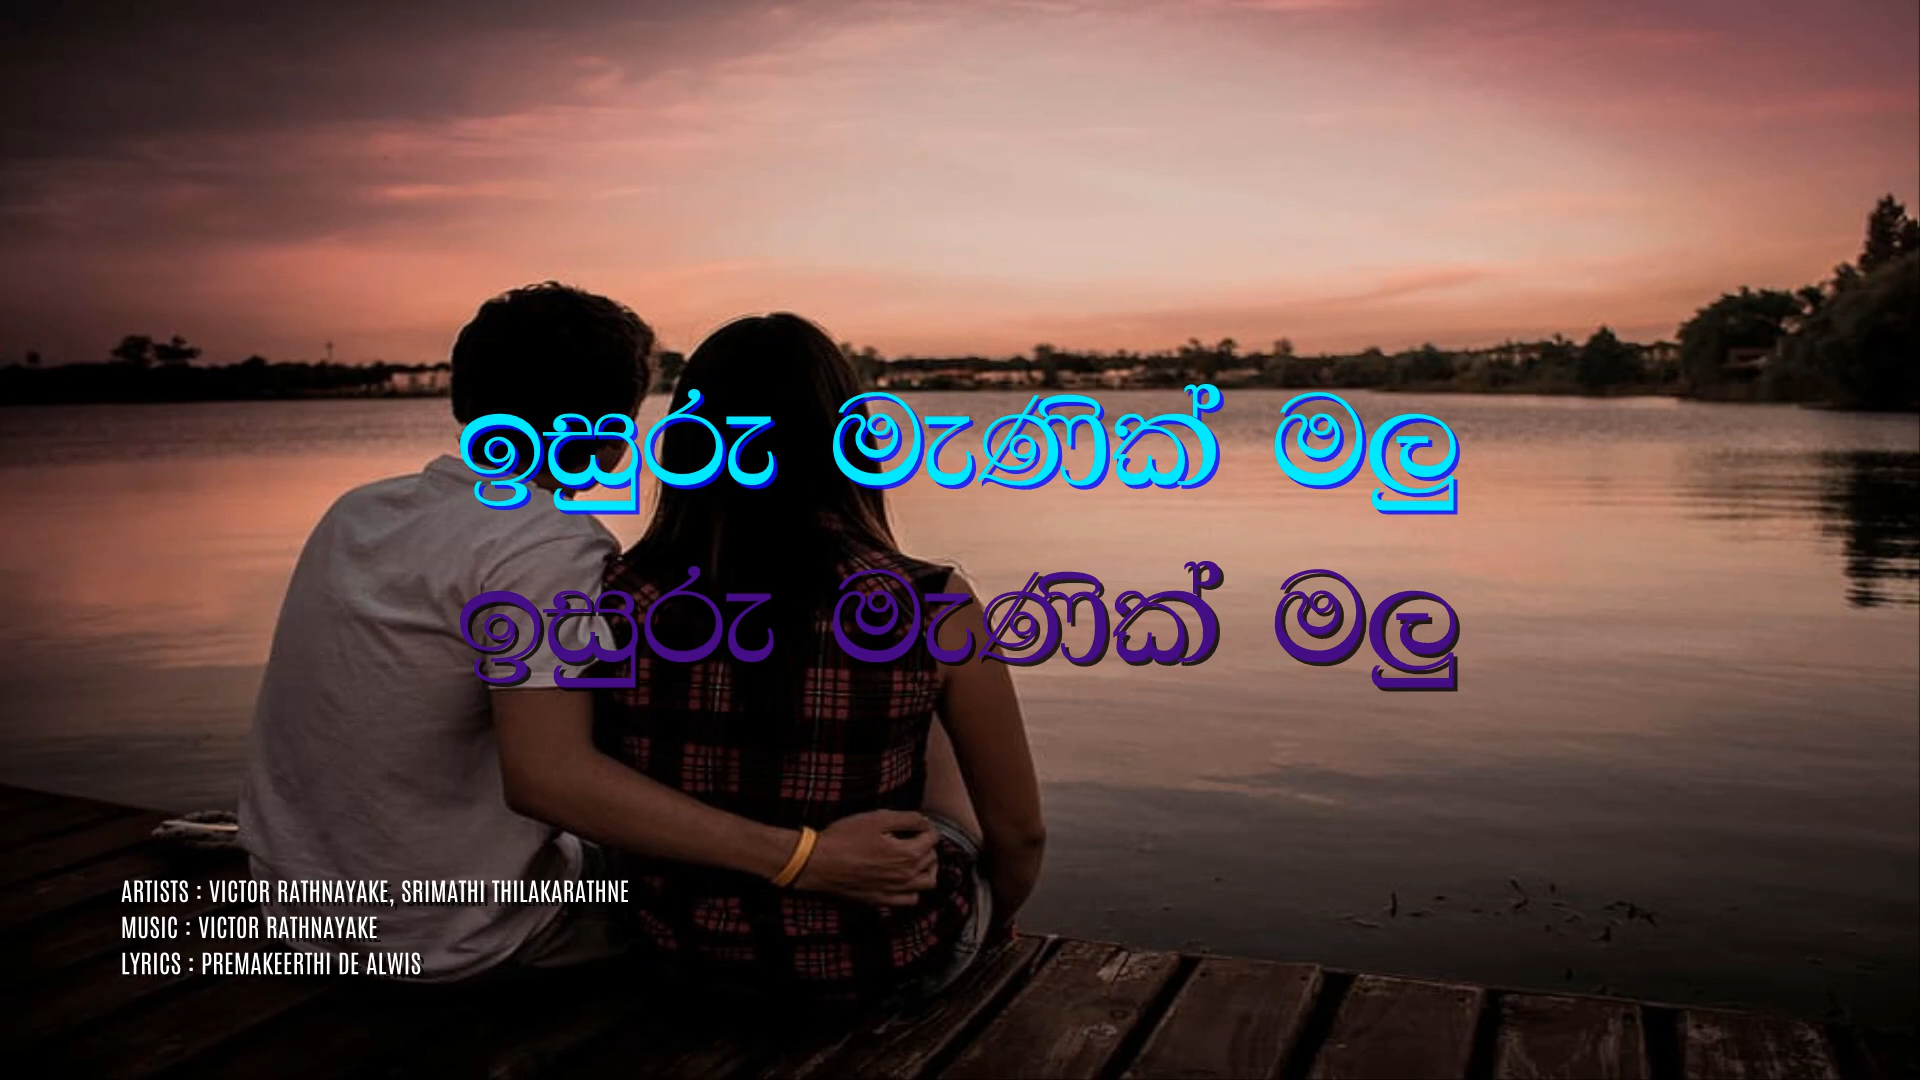 ඉසුරු මැණික් මලු
ඉසුරු මැණික් මලු
ARTISTS : VICTOR RATHNAYAKE, SRIMATHI THILAKARATHNE
MUSIC : VICTOR RATHNAYAKE
LYRICS : PREMAKEERTHI DE ALWIS